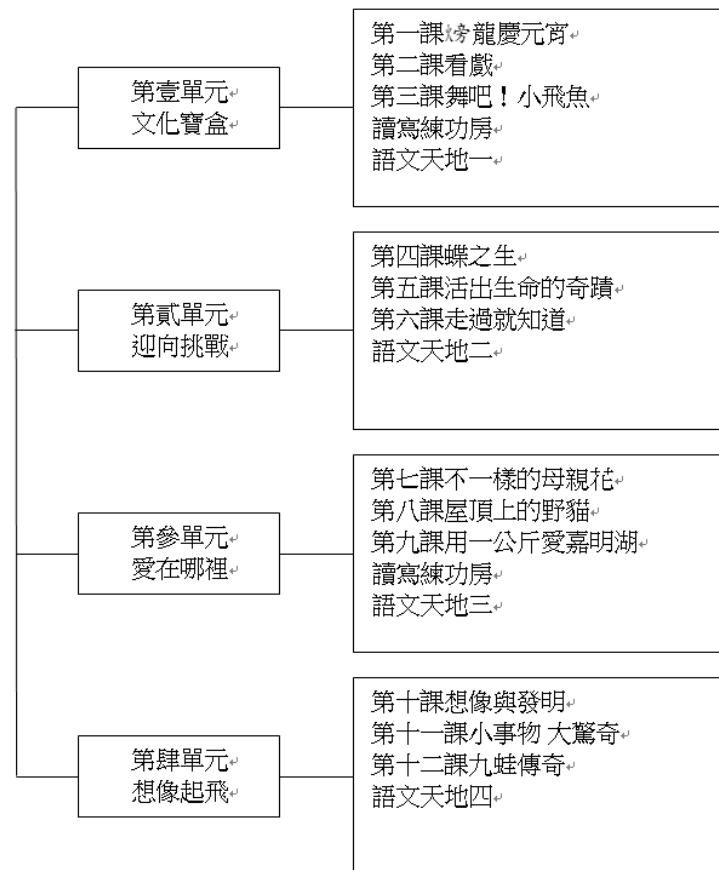 第壹單元
文化寶盒
第一課㷫龍慶元宵
第二課看戲
第三課舞吧！小飛魚
讀寫練功房
語文天地一
第貳單元
迎向挑戰
第四課蝶之生
第五課活出生命的奇蹟
第六課走過就知道
語文天地二
第參單元
愛在哪裡
第七課不一樣的母親花
第八課屋頂上的野貓
第九課用一公斤愛嘉明湖
讀寫練功房
語文天地三
第肆單元
想像起飛
第十課想像與發明
第十一課小事物 大驚奇
第十二課九蛙傳奇
語文天地四